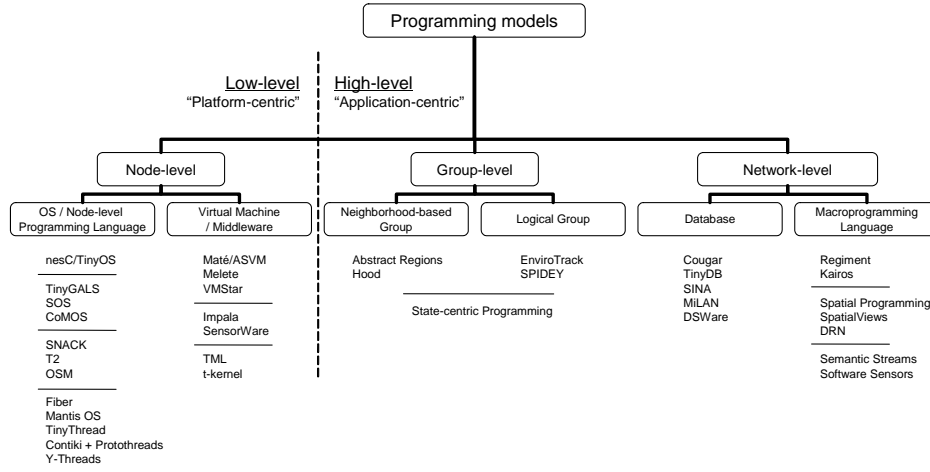 Programming models
Low-level
"Platform-centric"
High-level
"Application-centric"
Node-level
Group-level
Network-level
OS / Node-level
Programming Language
Virtual Machine
/ Middleware
Neighborhood-based
Group
Logical Group
Database
Macroprogramming
Language
nesC/TinyOS
TinyGALS
SOS
CoMOS
SNACK
T2
OSM
Fiber
Mantis OS
TinyThread
Contiki + Protothreads
Y-Threads
Maté/ASVM
Melete
VMStar
Impala
SensorWare
TML
t-kernel
Abstract Regions
Hood
EnviroTrack
SPIDEY
State-centric Programming
Cougar
TinyDB
SINA
MiLAN
DSWare
Regiment
Kairos
Spatial Programming
SpatialViews
DRN
Semantic Streams
Software Sensors